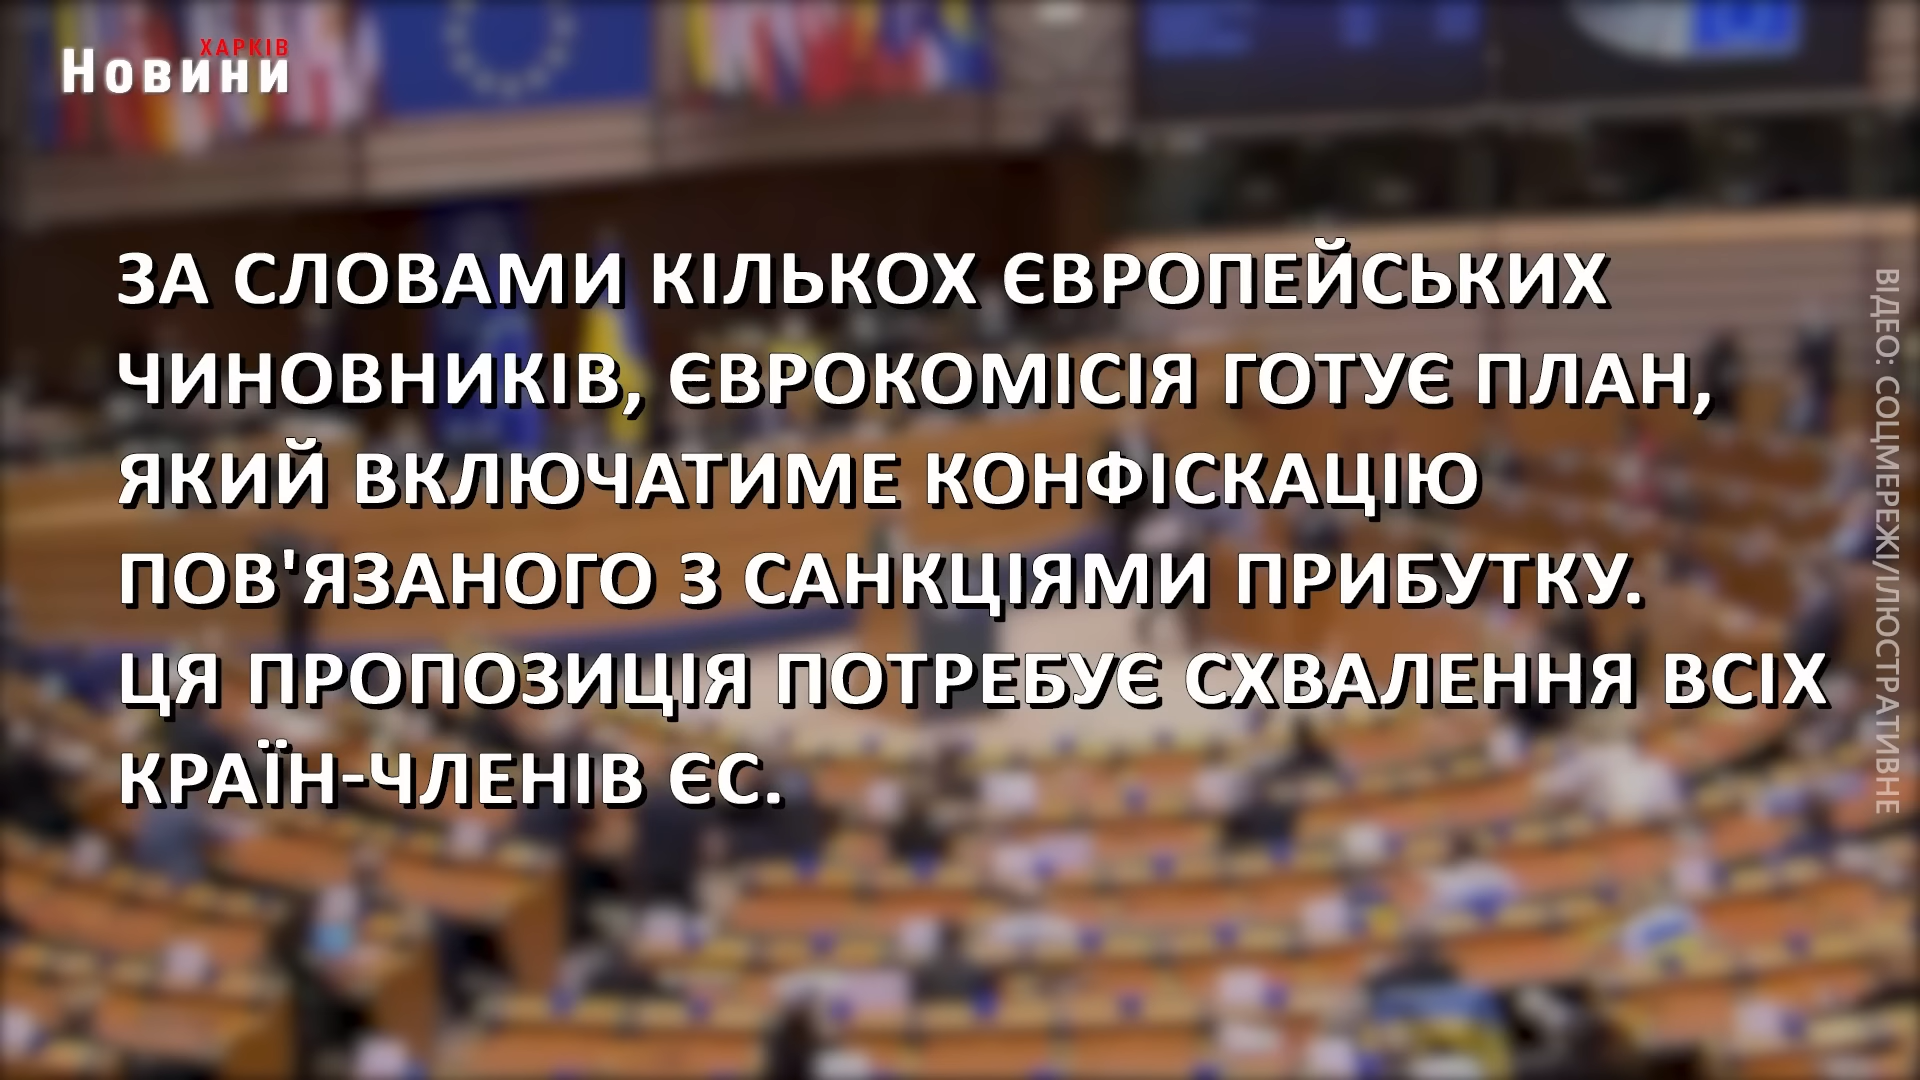 ХАРКІВ
Новини
ЗА СЛОВАМИ КІЛЬКОХ ЄВРОПЕЙСЬКИХ
ЧИНОВНИКІВ, ЄВРОКОМІСІЯ ГОТУЄ ПЛАН,
ЯКИЙ ВКЛЮЧАТИМЕ КОНФІСКАЦІЮ
ПОВ'ЯЗАНОГО З САНКЦІЯМИ ПРИБУТКУ.
ЦЯ ПРОПОЗИЦІЯ ПОТРЕБУЄ СХВАЛЕННЯ ВСІХ
КРАЇН-ЧЛЕНІВ ЄС.
ВІДЕО: СОЦМЕРЕЖІ/ІЛЮСТРАТИВНЕ